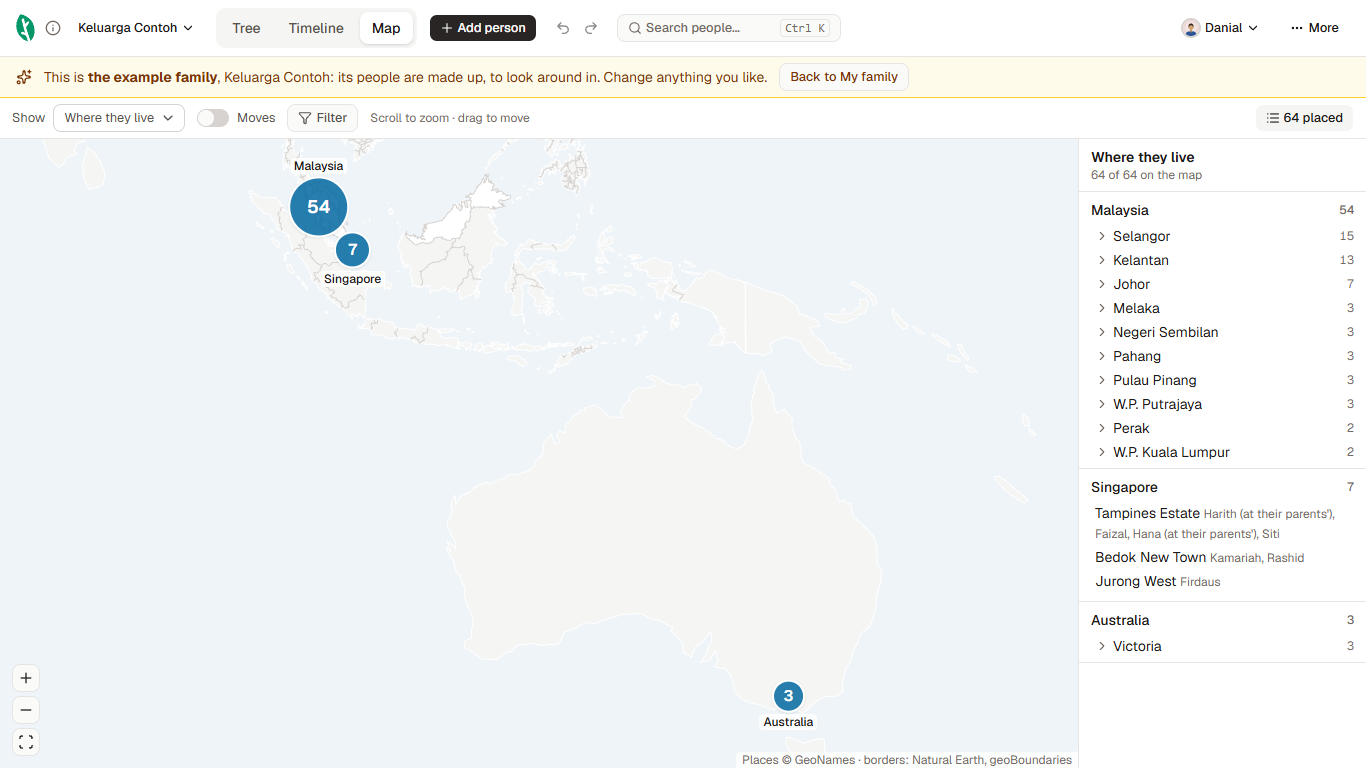 Keluarga Contoh
Tree
Timeline
Map
Add person
Search people...
Ctrl K
Danial
More
This is the example family, Keluarga Contoh: its people are made up, to look around in. Change anything you like.
Back to My family
Show
Where they live
Moves
Filter
Scroll to zoom · drag to move
64 placed
Malaysia
54
7
Singapore
3
Australia
Places © GeoNames · borders: Natural Earth, geoBoundaries
Where they live
64 of 64 on the map
Malaysia 54
Selangor 15
Kelantan 13
Johor 7
Melaka 3
Negeri Sembilan 3
Pahang 3
Pulau Pinang 3
W.P. Putrajaya 3
Perak 2
W.P. Kuala Lumpur 2
Singapore 7
Tampines Estate Harith (at their parents'),
Faizal, Hana (at their parents'), Siti
Bedok New Town Kamariah, Rashid
Jurong West Firdaus
Australia 3
Victoria 3